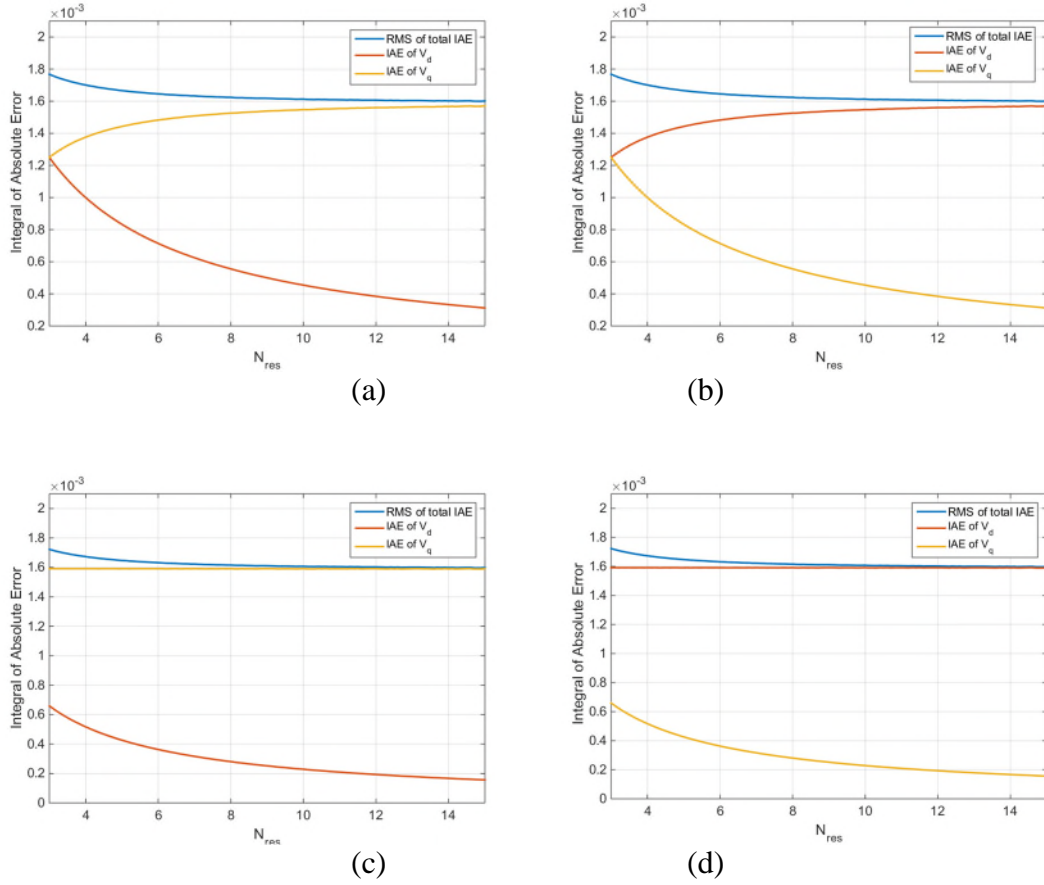 ×10⁻³
2
1.8
1.6
1.4
1.2
1
0.8
0.6
0.4
0.2
Integral of Absolute Error
RMS of total IAE
IAE of V_d
IAE of V_q
4 6 8 10 12 14
N_res
(a)
×10⁻³
2
1.8
1.6
1.4
1.2
1
0.8
0.6
0.4
0.2
Integral of Absolute Error
RMS of total IAE
IAE of V_d
IAE of V_q
4 6 8 10 12 14
N_res
(b)
×10⁻³
2
1.8
1.6
1.4
1.2
1
0.8
0.6
0.4
0.2
0
Integral of Absolute Error
RMS of total IAE
IAE of V_d
IAE of V_q
4 6 8 10 12 14
N_res
(c)
×10⁻³
2
1.8
1.6
1.4
1.2
1
0.8
0.6
0.4
0.2
0
Integral of Absolute Error
RMS of total IAE
IAE of V_d
IAE of V_q
4 6 8 10 12 14
N_res
(d)